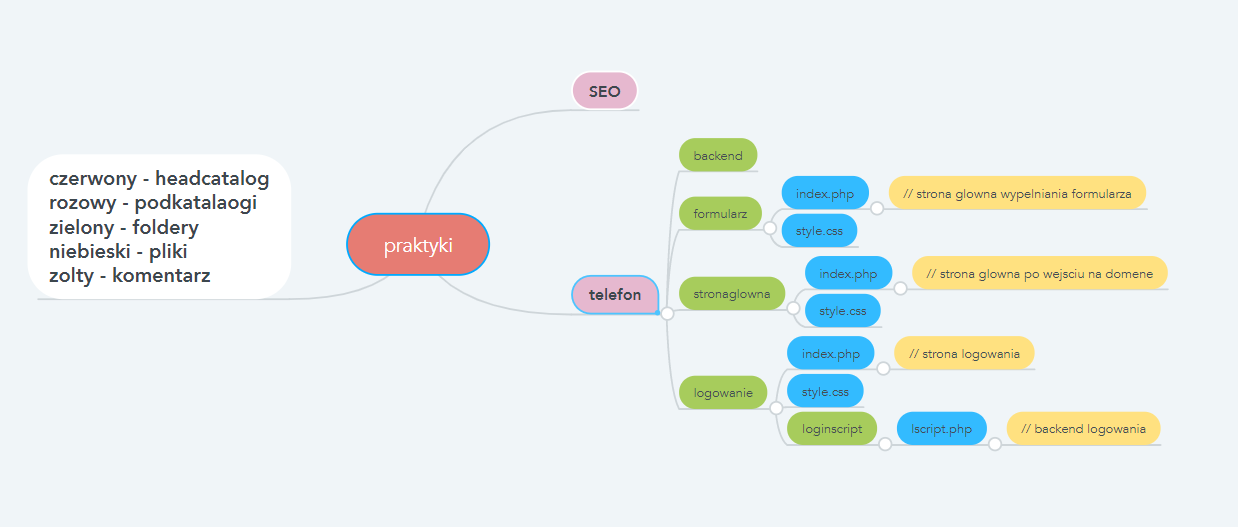 czerwony - headcatalog
rozowy - podkatalaogi
zielony - foldery
niebieski - pliki
zolty - komentarz
praktyki
SEO
telefon
backend
formularz
index.php
// strona glowna wypelniania formularza
style.css
stronaglowna
index.php
// strona glowna po wejsciu na domene
style.css
logowanie
index.php
// strona logowania
style.css
loginscript
lscript.php
// backend logowania